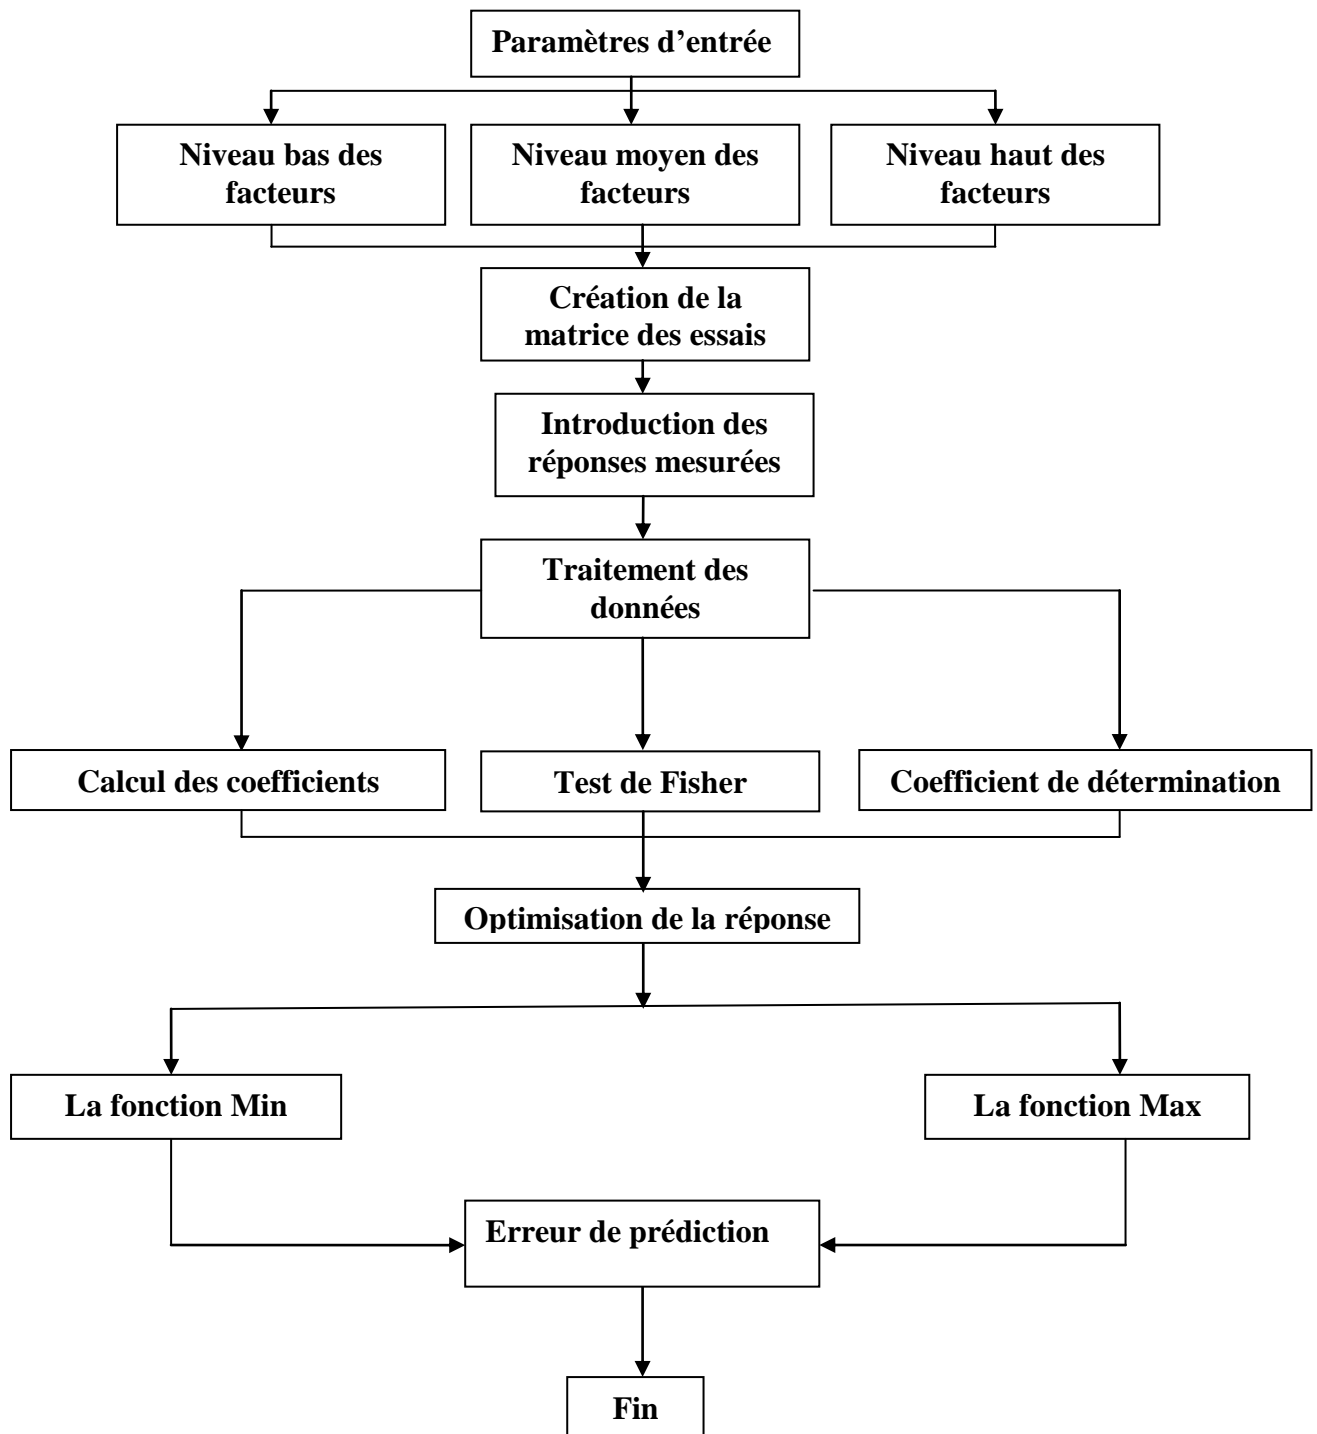 Paramètres d’entrée
Niveau bas des
facteurs
Niveau moyen des
facteurs
Niveau haut des
facteurs
Création de la
matrice des essais
Introduction des
réponses mesurées
Traitement des
données
Calcul des coefficients
Test de Fisher
Coefficient de détermination
Optimisation de la réponse
La fonction Min
La fonction Max
Erreur de prédiction
Fin